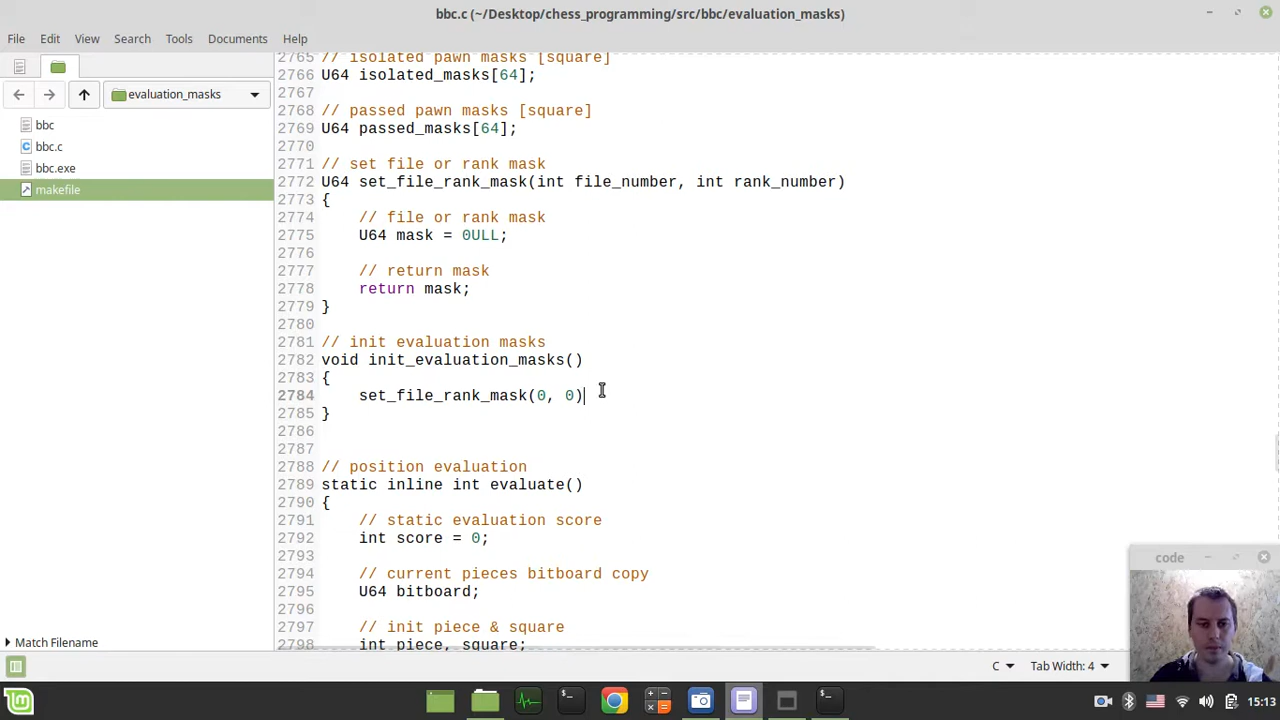 bbc.c (~/Desktop/chess_programming/src/bbc/evaluation_masks)
File Edit View Search Tools Documents Help
evaluation_masks
bbc
bbc.c
bbc.exe
makefile
Match Filename
2765 // isolated pawn masks [square]
2766 U64 isolated_masks[64];
2767
2768 // passed pawn masks [square]
2769 U64 passed_masks[64];
2770
2771 // set file or rank mask
2772 U64 set_file_rank_mask(int file_number, int rank_number)
2773 {
2774     // file or rank mask
2775     U64 mask = 0ULL;
2776
2777     // return mask
2778     return mask;
2779 }
2780
2781 // init evaluation masks
2782 void init_evaluation_masks()
2783 {
2784     set_file_rank_mask(0, 0)
2785 }
2786
2787
2788 // position evaluation
2789 static inline int evaluate()
2790 {
2791     // static evaluation score
2792     int score = 0;
2793
2794     // current pieces bitboard copy
2795     U64 bitboard;
2796
2797     // init piece & square
2798     int piece, square;
code
C Tab Width: 4
15:13